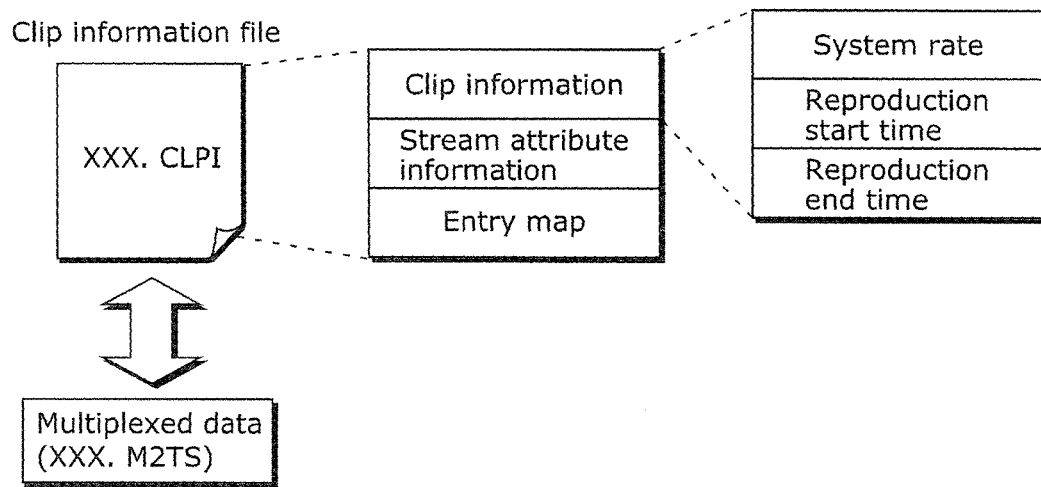 Clip information file
XXX. CLPI
Clip information
Stream attribute
information
Entry map
System rate
Reproduction
start time
Reproduction
end time
Multiplexed data
(XXX. M2TS)